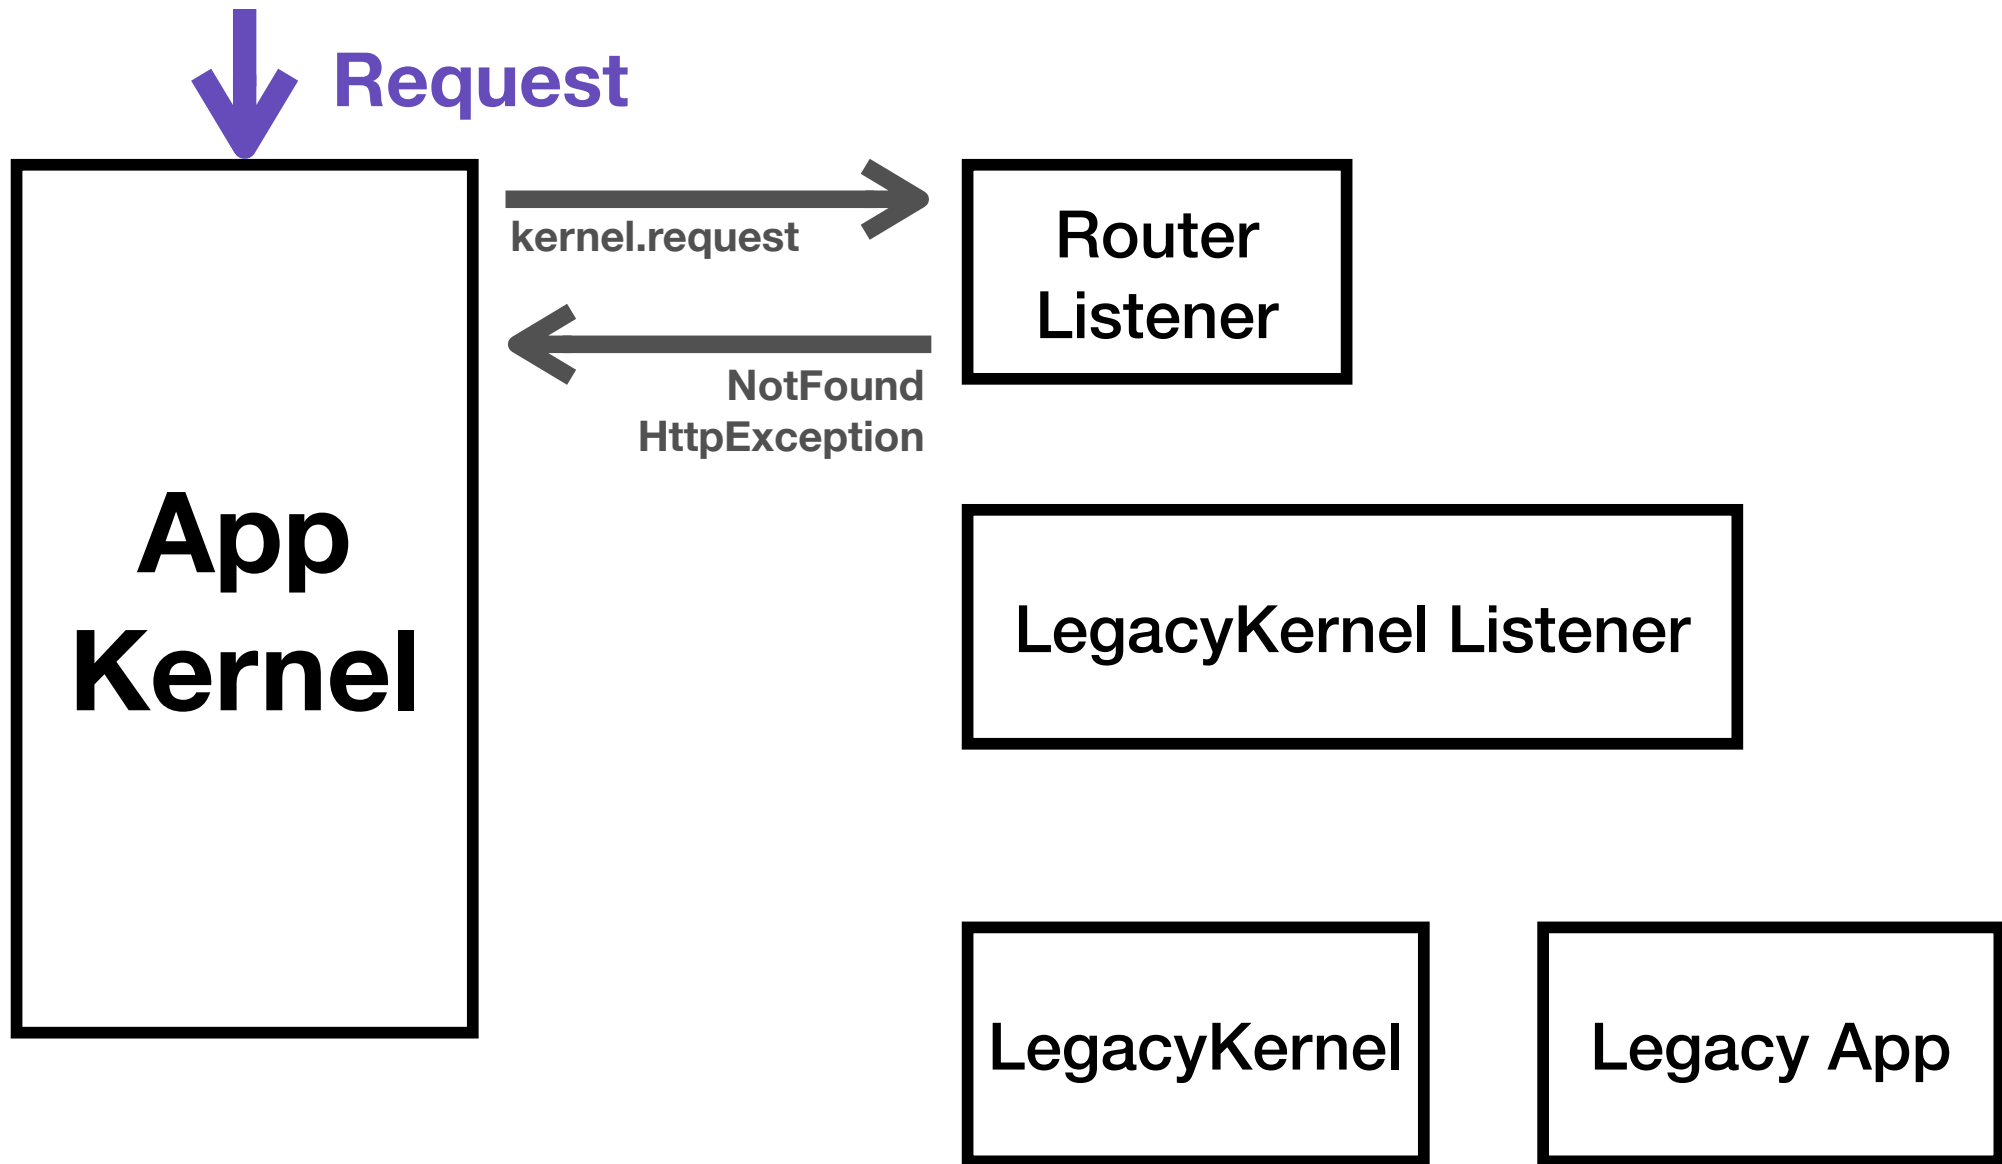 Request
kernel.request
Router
Listener
NotFound
HttpException
App
Kernel
LegacyKernel Listener
LegacyKernel
Legacy App